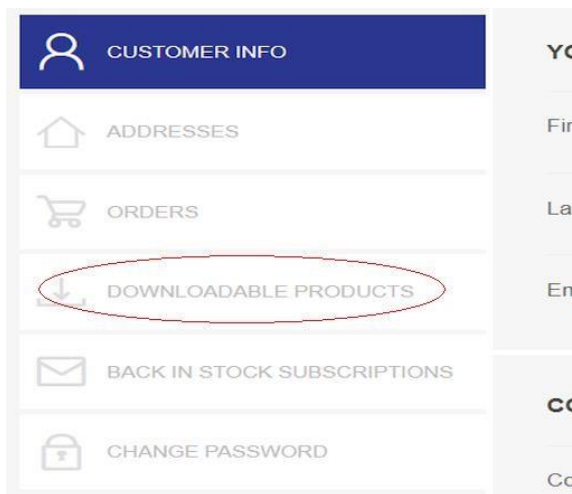 CUSTOMER INFO
ADDRESSES
ORDERS
DOWNLOADABLE PRODUCTS
BACK IN STOCK SUBSCRIPTIONS
CHANGE PASSWORD